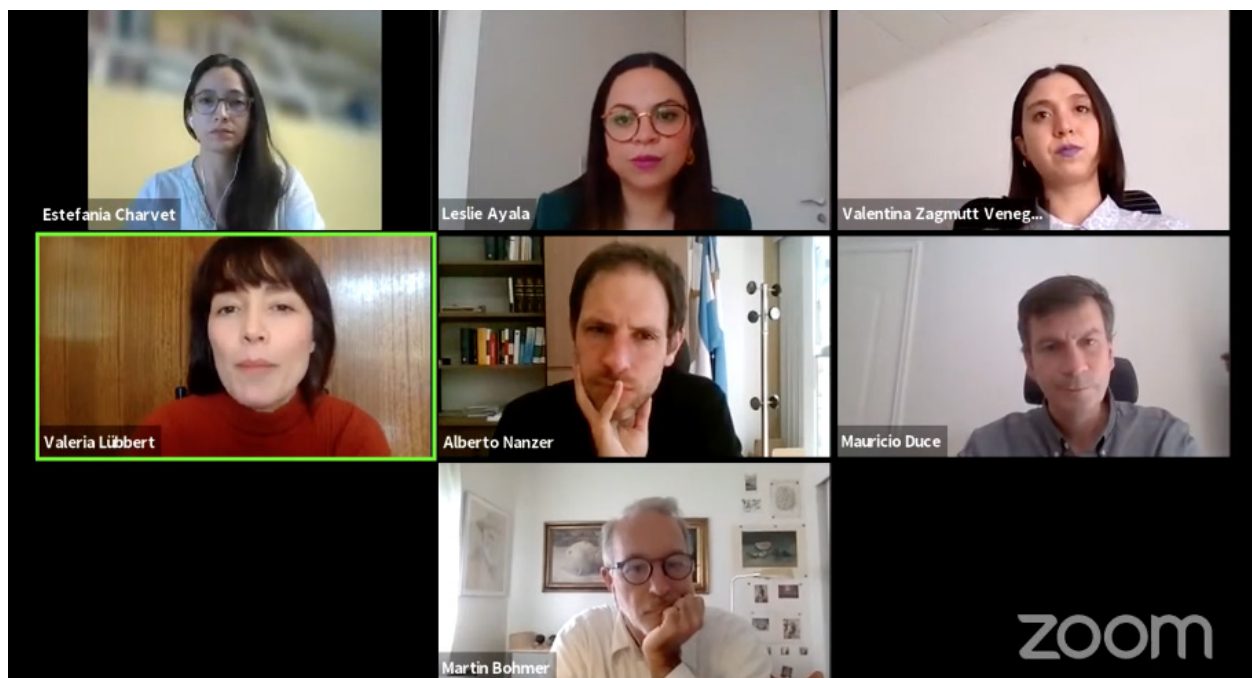 Estefania Charvet
Leslie Ayala
Valentina Zagmutt Veneg...
Valeria Lübbert
Alberto Nanzer
Mauricio Duce
Martin Bohmer
zoom